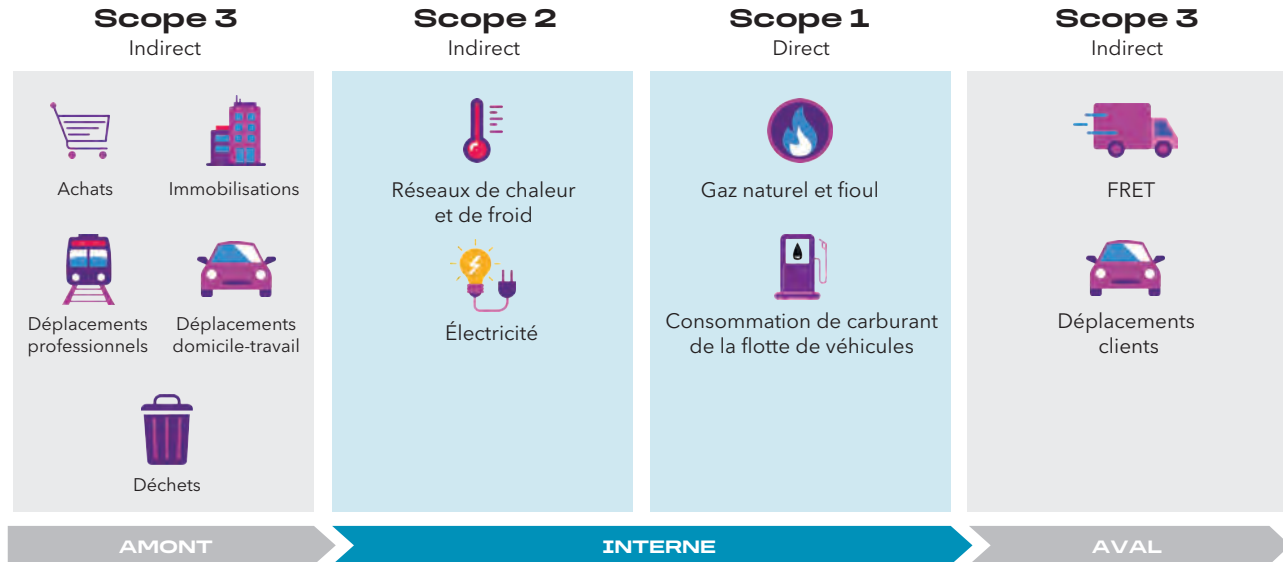 Scope 3
Indirect
Achats
Immobilisations
Déplacements
professionnels
Déplacements
domicile-travail
Déchets
Scope 2
Indirect
Réseaux de chaleur
et de froid
Électricité
Scope 1
Direct
Gaz naturel et fioul
Consommation de carburant
de la flotte de véhicules
Scope 3
Indirect
FRET
Déplacements
clients
AMONT
INTERNE
AVAL